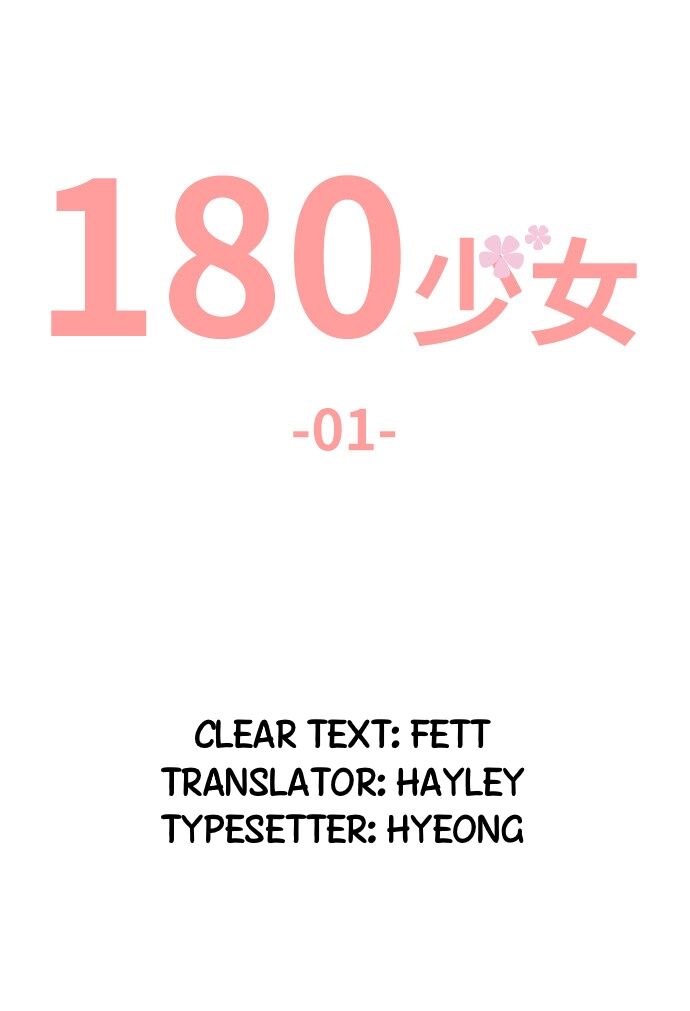 180少女
-01-
CLEAR TEXT: FETT
TRANSLATOR: HAYLEY
TYPESETTER: HYEONG